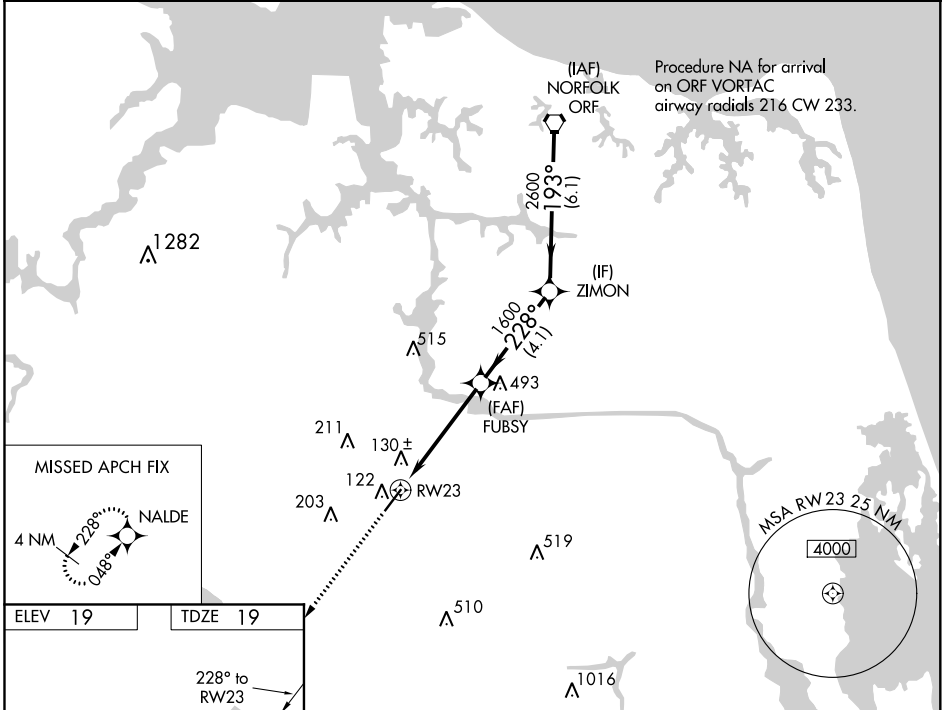 (IAF)
NORFOLK
ORF
Procedure NA for arrival
on ORF VORTAC
airway radials 216 CW 233.
2600
193°
(6.1)
1282
(IF)
ZIMON
1600
228°
(4.1)
515
493
(FAF)
FUBSY
211
130 ±
122
RW23
203
MISSED APCH FIX
NALDE
4 NM
228°
048°
MSA RW23 25 NM
4000
519
510
1016
ELEV 19
TDZE 19
228° to
RW23